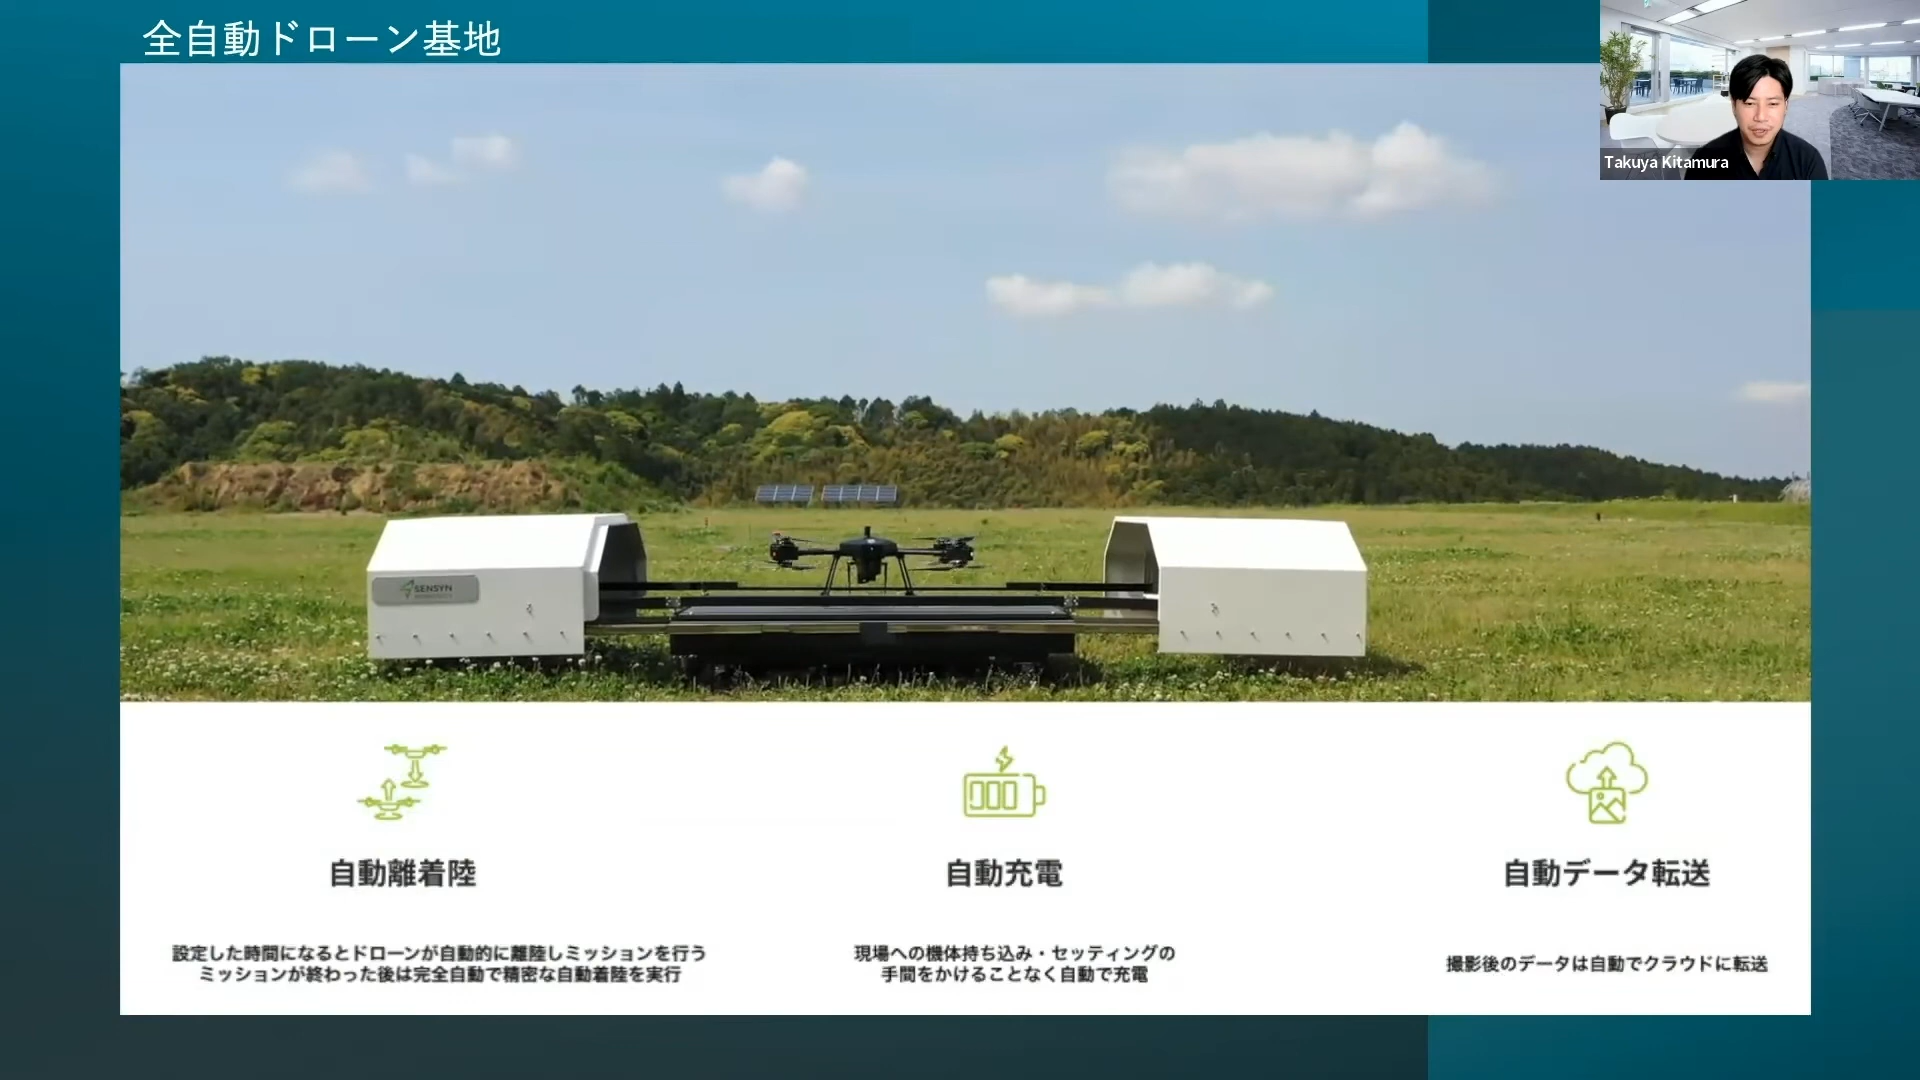 全自動ドローン基地
Takuya Kitamura
SENSYN
自動離着陸
設定した時間になるとドローンが自動的に離陸しミッションを行う
ミッションが終わった後は完全自動で精密な自動着陸を実行
自動充電
現場への機体持ち込み・セッティングの
手間をかけることなく自動で充電
自動データ転送
撮影後のデータは自動でクラウドに転送